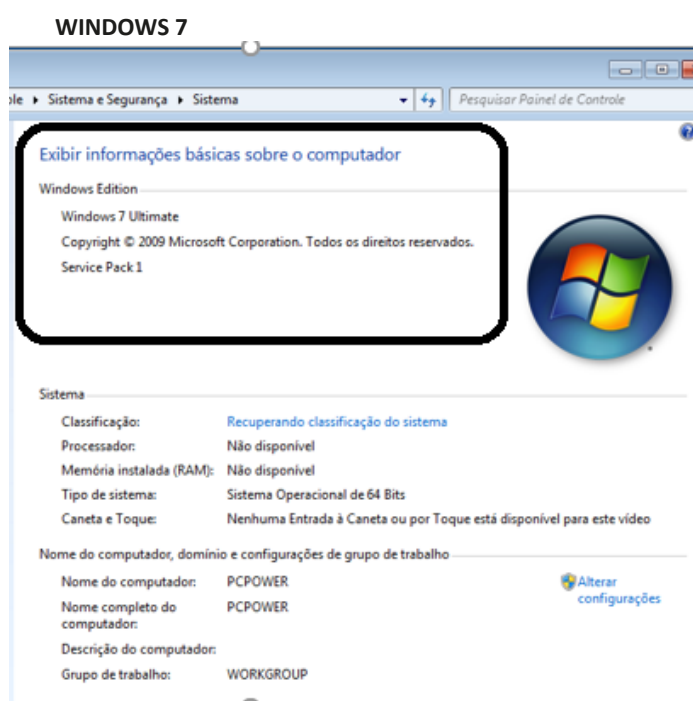 WINDOWS 7
ole ▸ Sistema e Segurança ▸ Sistema
Pesquisar Painel de Controle
Exibir informações básicas sobre o computador
Windows Edition
Windows 7 Ultimate
Copyright © 2009 Microsoft Corporation. Todos os direitos reservados.
Service Pack 1
Sistema
Classificação: Recuperando classificação do sistema
Processador: Não disponível
Memória instalada (RAM): Não disponível
Tipo de sistema: Sistema Operacional de 64 Bits
Caneta e Toque: Nenhuma Entrada à Caneta ou por Toque está disponível para este vídeo
Nome do computador, domínio e configurações de grupo de trabalho
Nome do computador: PCPOWER
Alterar
configurações
Nome completo do
computador:
PCPOWER
Descrição do computador:
Grupo de trabalho: WORKGROUP